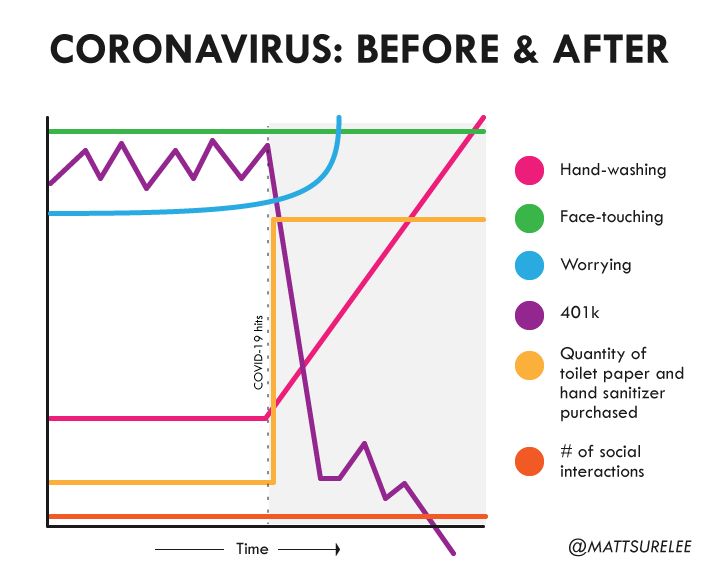 CORONAVIRUS: BEFORE & AFTER
Hand-washing
Face-touching
Worrying
401k
Quantity of
toilet paper and
hand sanitizer
purchased
# of social
interactions
COVID-19 hits
Time
@MATTSURELEE